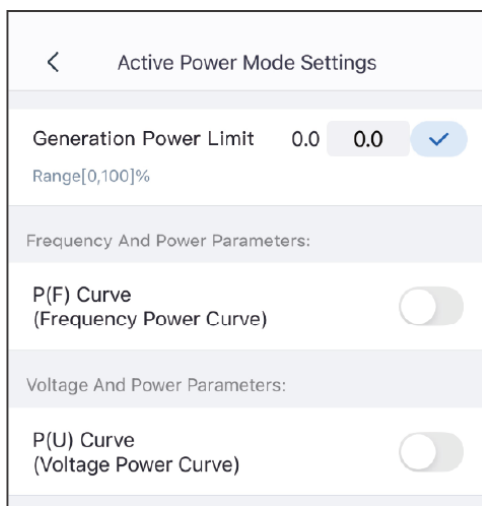 Active Power Mode Settings
Generation Power Limit 0.0 0.0
Range[0,100]%
Frequency And Power Parameters:
P(F) Curve
(Frequency Power Curve)
Voltage And Power Parameters:
P(U) Curve
(Voltage Power Curve)